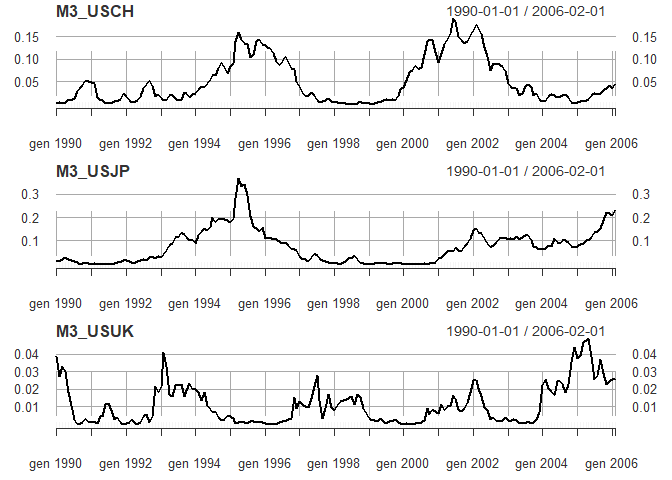 M3_USCH 1990-01-01 / 2006-02-01
0.15 0.15
0.10 0.10
0.05 0.05
gen 1990 gen 1992 gen 1994 gen 1996 gen 1998 gen 2000 gen 2002 gen 2004 gen 2006
M3_USJP 1990-01-01 / 2006-02-01
0.3 0.3
0.2 0.2
0.1 0.1
gen 1990 gen 1992 gen 1994 gen 1996 gen 1998 gen 2000 gen 2002 gen 2004 gen 2006
M3_USUK 1990-01-01 / 2006-02-01
0.04 0.04
0.03 0.03
0.02 0.02
0.01 0.01
gen 1990 gen 1992 gen 1994 gen 1996 gen 1998 gen 2000 gen 2002 gen 2004 gen 2006